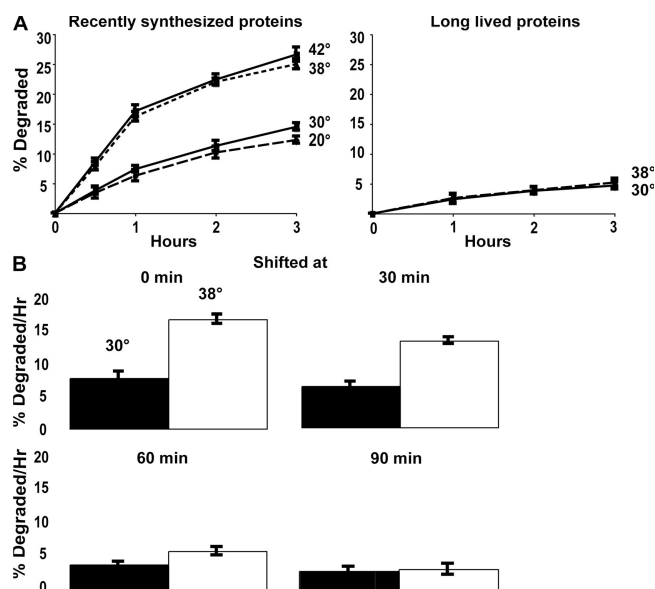 A Recently synthesized proteins Long lived proteins
30 30
25 25 42°
20 20 38°
15 15
% Degraded
10 10 30°
20°
5 5 38°
30°
0 1 2 3 0 1 2 3
Hours Hours
B Shifted at
0 min 30 min
20
38°
15
% Degraded/Hr
30°
10
5
0
60 min 90 min
20
15
% Degraded/Hr
10
5
0